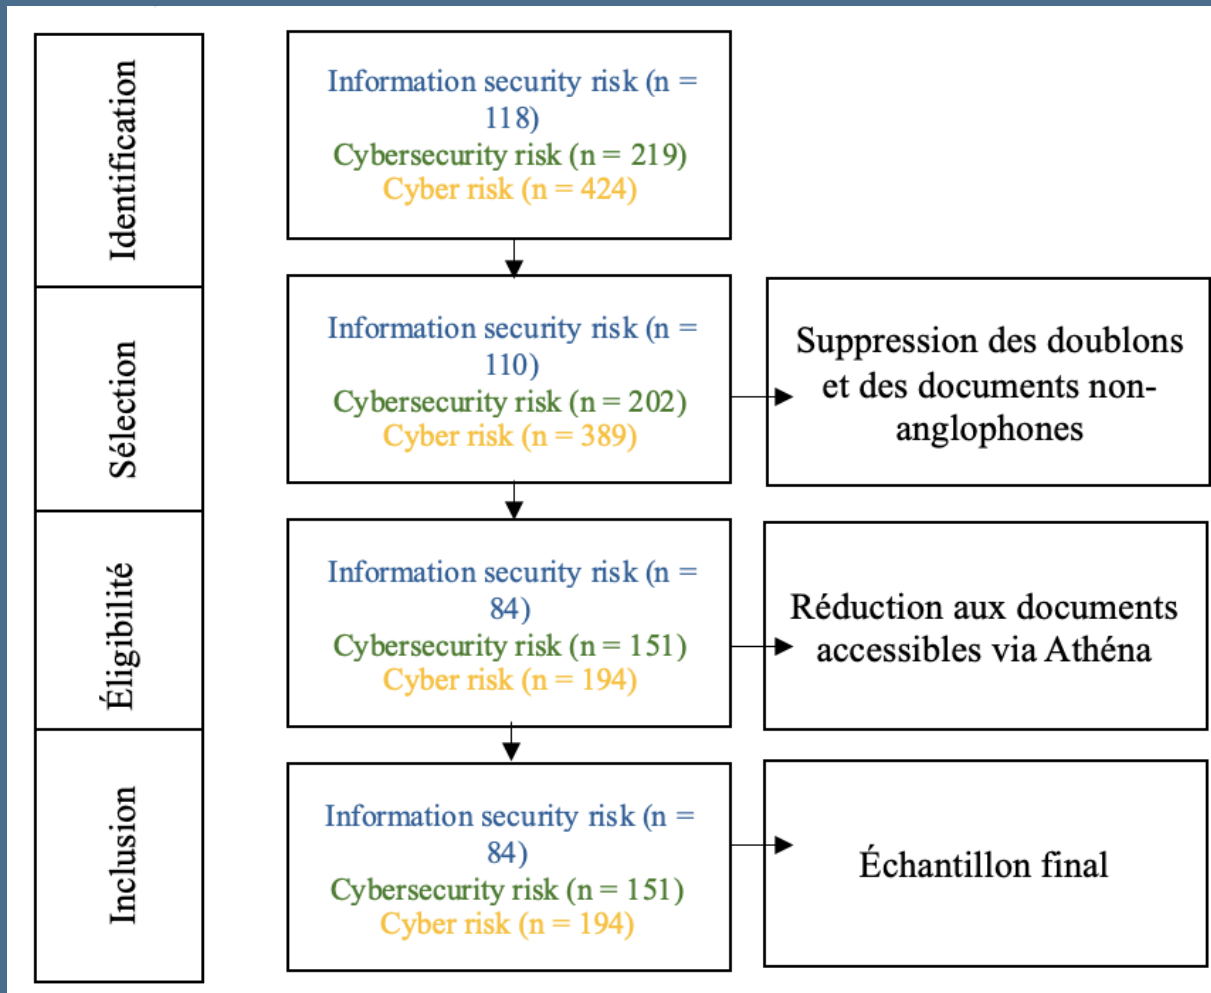 Identification
Information security risk (n =
118)
Cybersecurity risk (n = 219)
Cyber risk (n = 424)
Sélection
Information security risk (n =
110)
Cybersecurity risk (n = 202)
Cyber risk (n = 389)
Suppression des doublons
et des documents non-
anglophones
Éligibilité
Information security risk (n =
84)
Cybersecurity risk (n = 151)
Cyber risk (n = 194)
Réduction aux documents
accessibles via Athéna
Inclusion
Information security risk (n =
84)
Cybersecurity risk (n = 151)
Cyber risk (n = 194)
Échantillon final